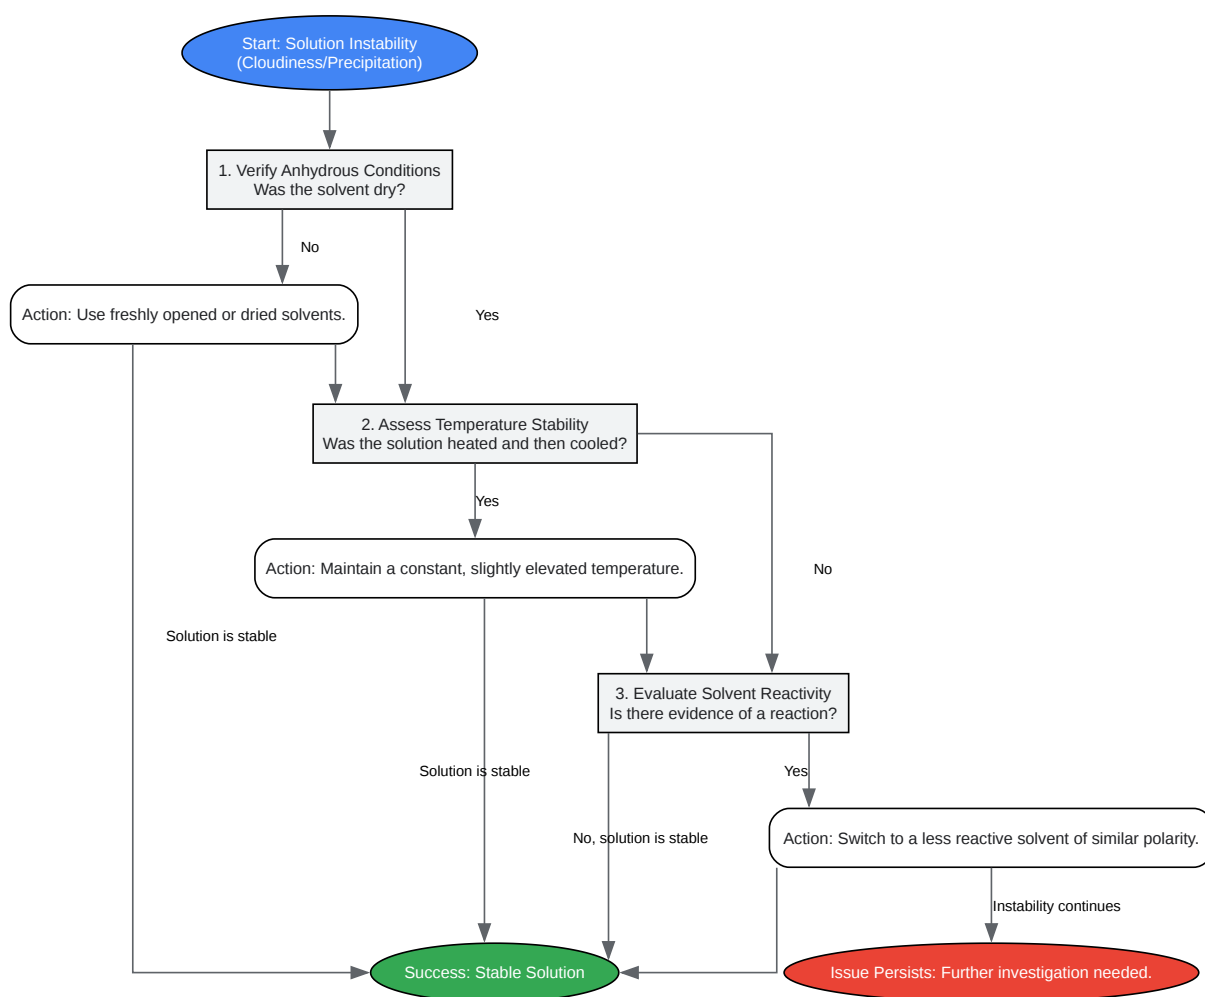 Start: Solution Instability
(Cloudiness/Precipitation)
1. Verify Anhydrous Conditions
Was the solvent dry?
No
Action: Use freshly opened or dried solvents.
Yes
2. Assess Temperature Stability
Was the solution heated and then cooled?
Yes
Action: Maintain a constant, slightly elevated temperature.
No
Solution is stable
3. Evaluate Solvent Reactivity
Is there evidence of a reaction?
Solution is stable
Yes
No, solution is stable
Action: Switch to a less reactive solvent of similar polarity.
Instability continues
Success: Stable Solution
Issue Persists: Further investigation needed.